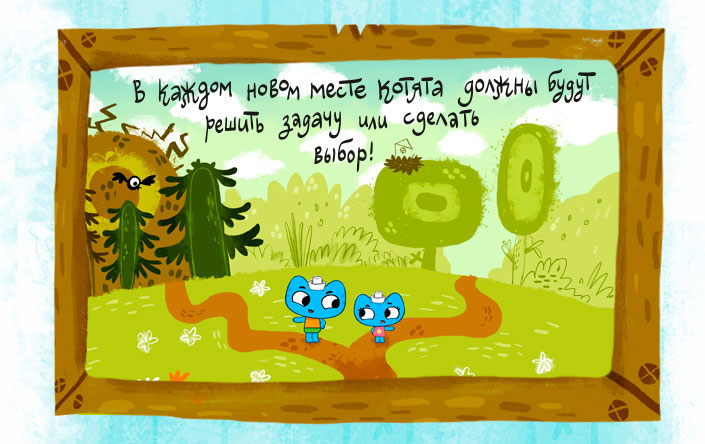 В каждом новом месте котята должны будут
решить задачу или сделать
выбор!